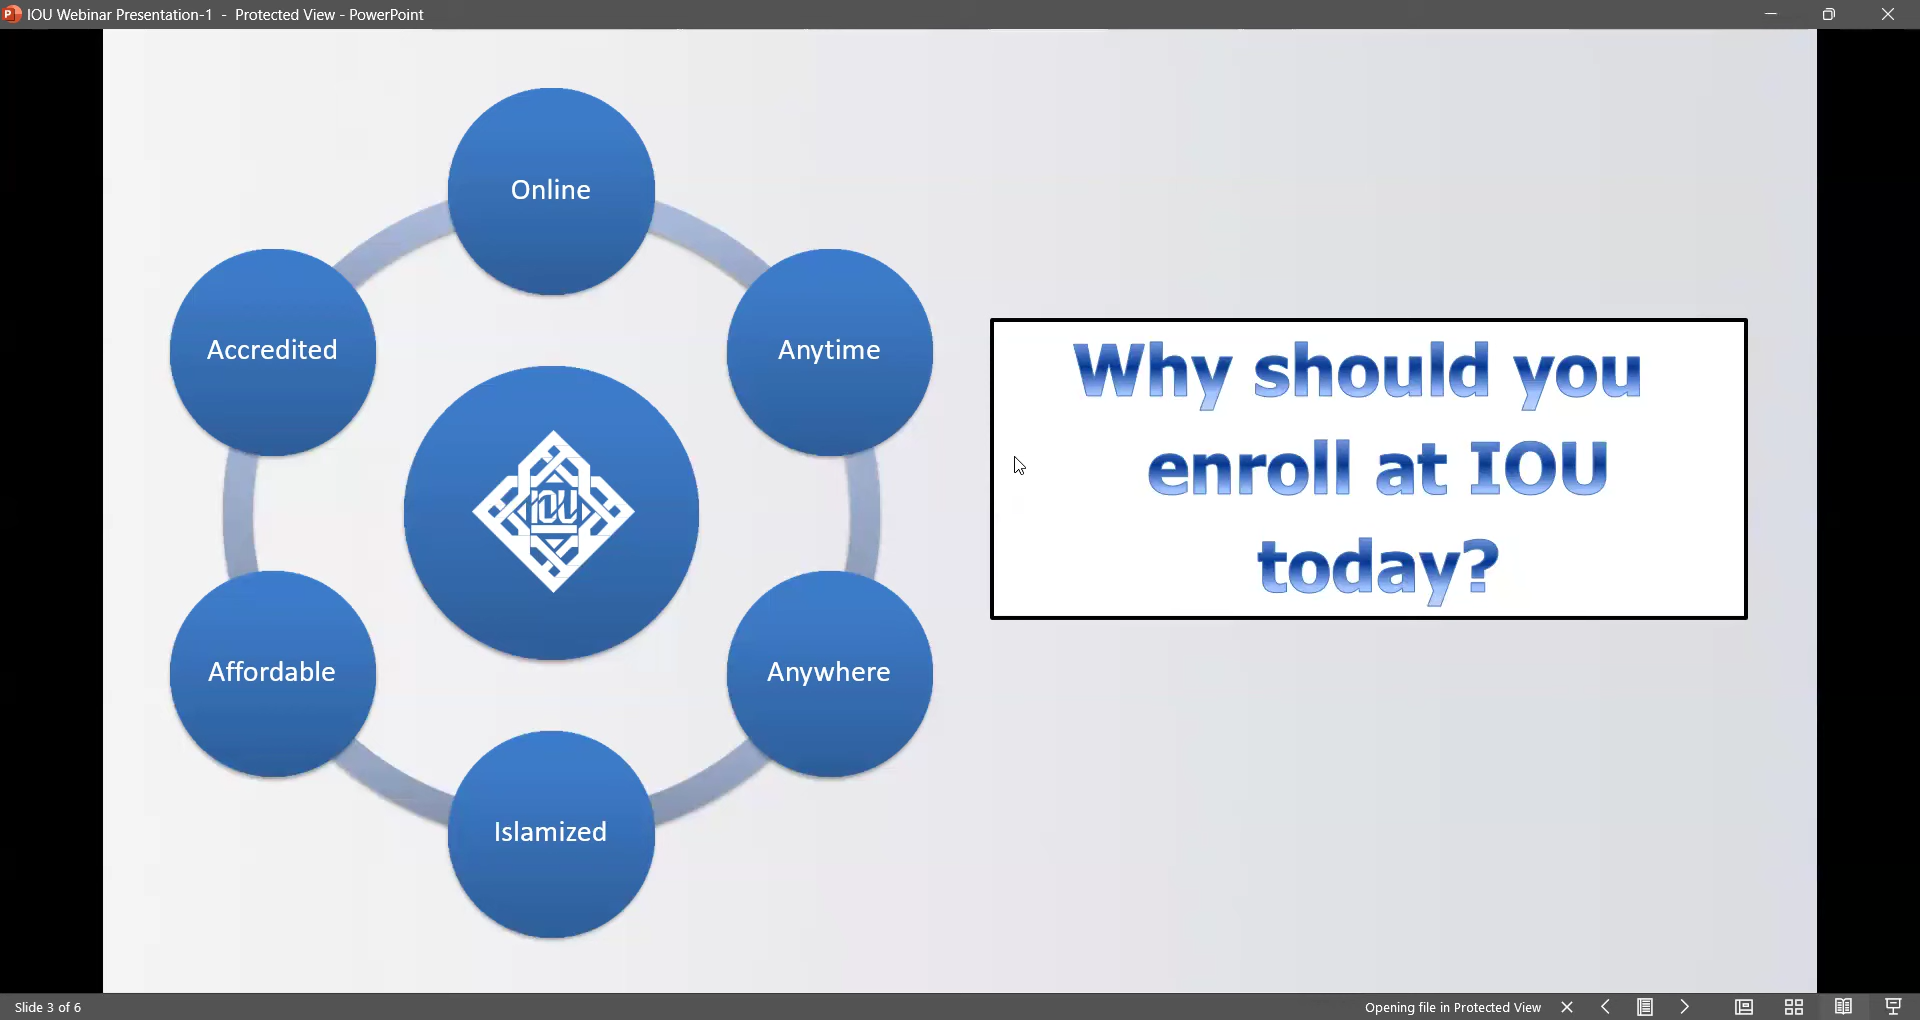 IOU Webinar Presentation-1 - Protected View - PowerPoint
Online
Accredited
Anytime
IOU
Why should you
enroll at IOU
today?
Affordable
Anywhere
Islamized
Slide 3 of 6
Opening file in Protected View